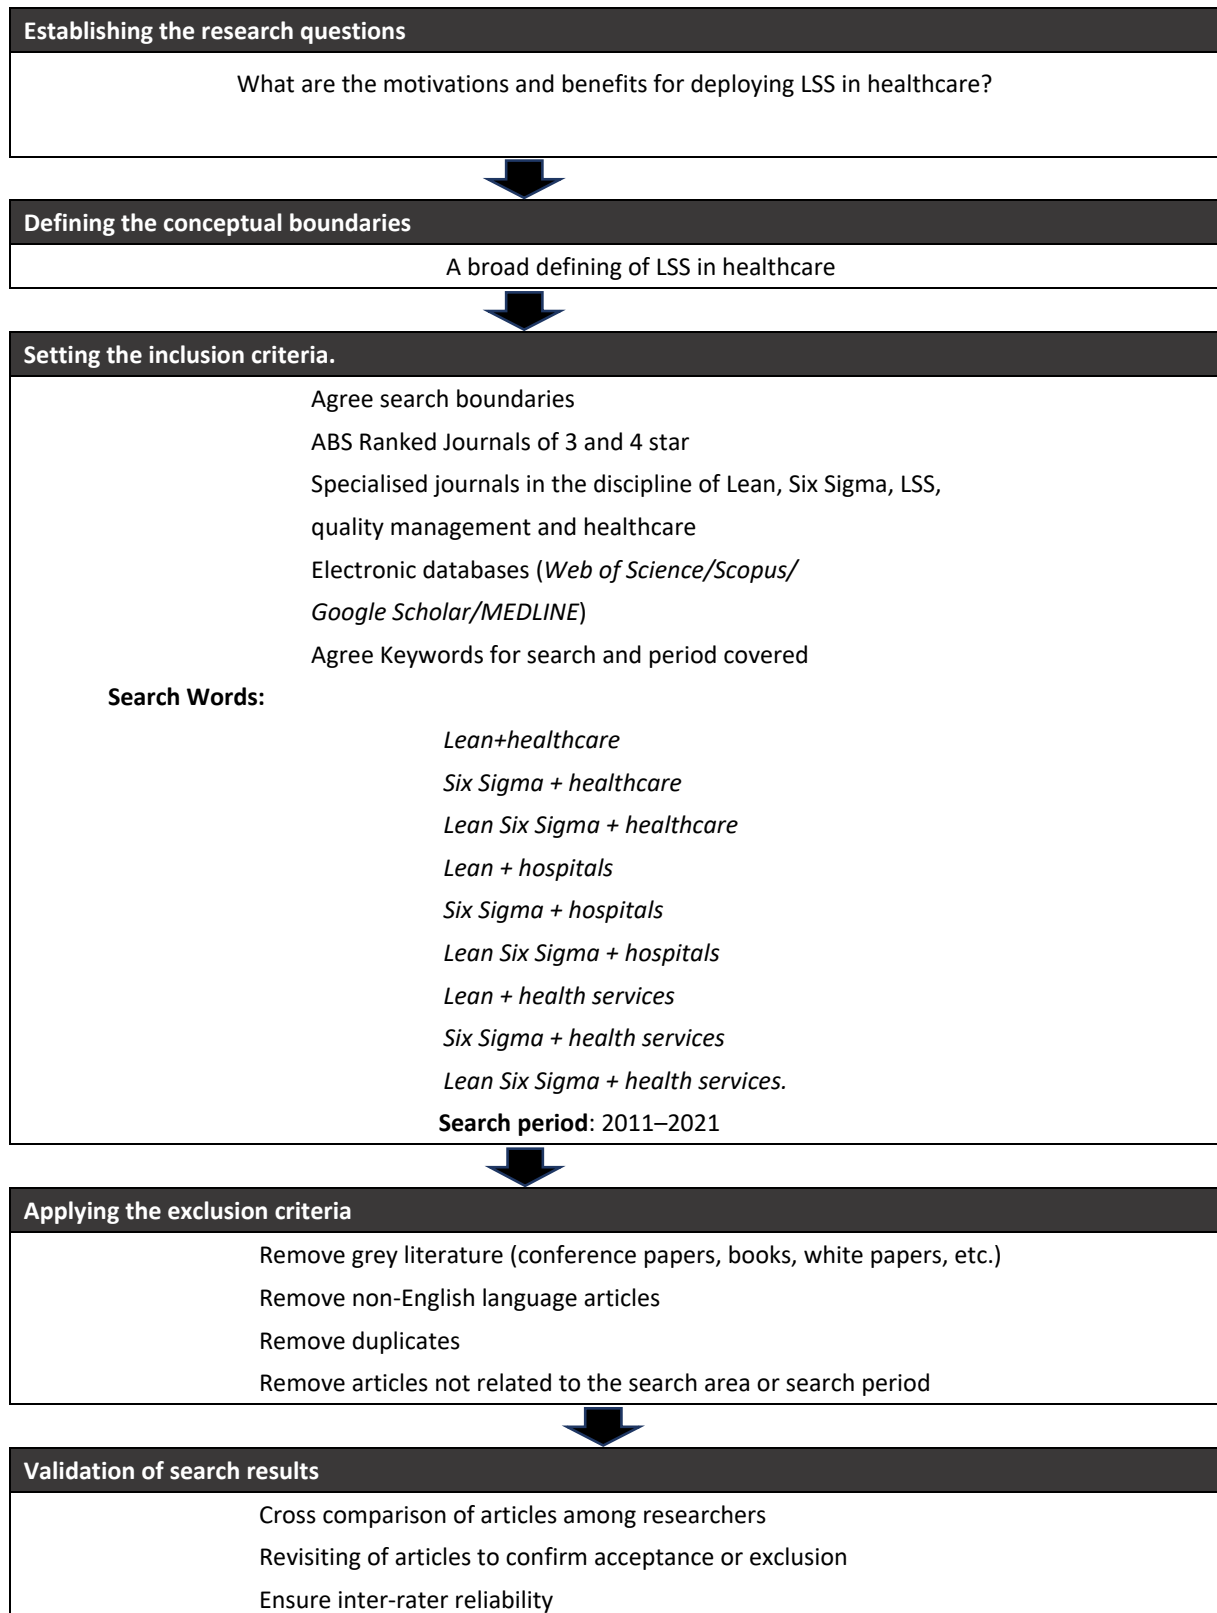 Establishing the research questions
What are the motivations and benefits for deploying LSS in healthcare?
Defining the conceptual boundaries
A broad defining of LSS in healthcare
Setting the inclusion criteria.
Agree search boundaries
ABS Ranked Journals of 3 and 4 star
Specialised journals in the discipline of Lean, Six Sigma, LSS,
quality management and healthcare
Electronic databases (Web of Science/Scopus/
Google Scholar/MEDLINE)
Agree Keywords for search and period covered
Search Words:
Lean+healthcare
Six Sigma + healthcare
Lean Six Sigma + healthcare
Lean + hospitals
Six Sigma + hospitals
Lean Six Sigma + hospitals
Lean + health services
Six Sigma + health services
Lean Six Sigma + health services.
Search period: 2011–2021
Applying the exclusion criteria
Remove grey literature (conference papers, books, white papers, etc.)
Remove non-English language articles
Remove duplicates
Remove articles not related to the search area or search period
Validation of search results
Cross comparison of articles among researchers
Revisiting of articles to confirm acceptance or exclusion
Ensure inter-rater reliability